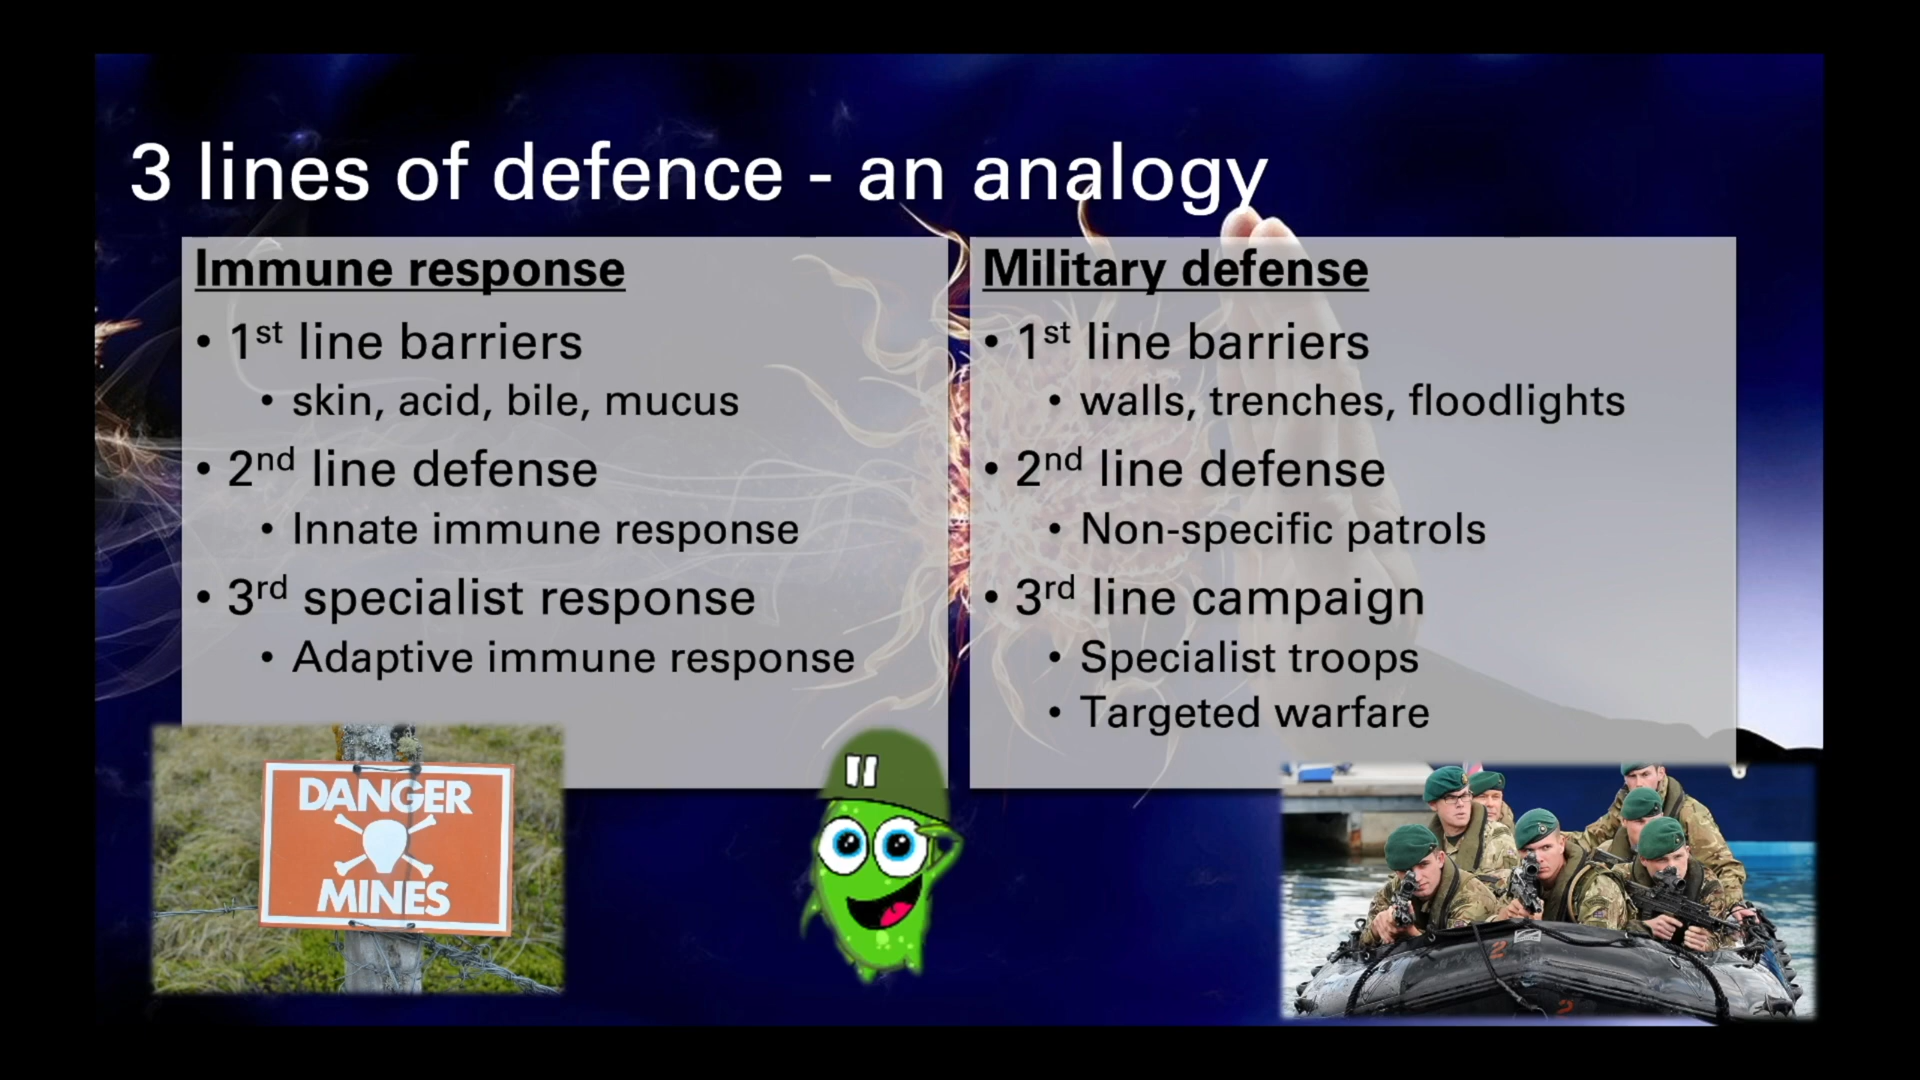 3 lines of defence - an analogy
Immune response
• 1st line barriers
• skin, acid, bile, mucus
• 2nd line defense
• Innate immune response
• 3rd specialist response
• Adaptive immune response
Military defense
• 1st line barriers
• walls, trenches, floodlights
• 2nd line defense
• Non-specific patrols
• 3rd line campaign
• Specialist troops
• Targeted warfare
DANGER
MINES
2
2